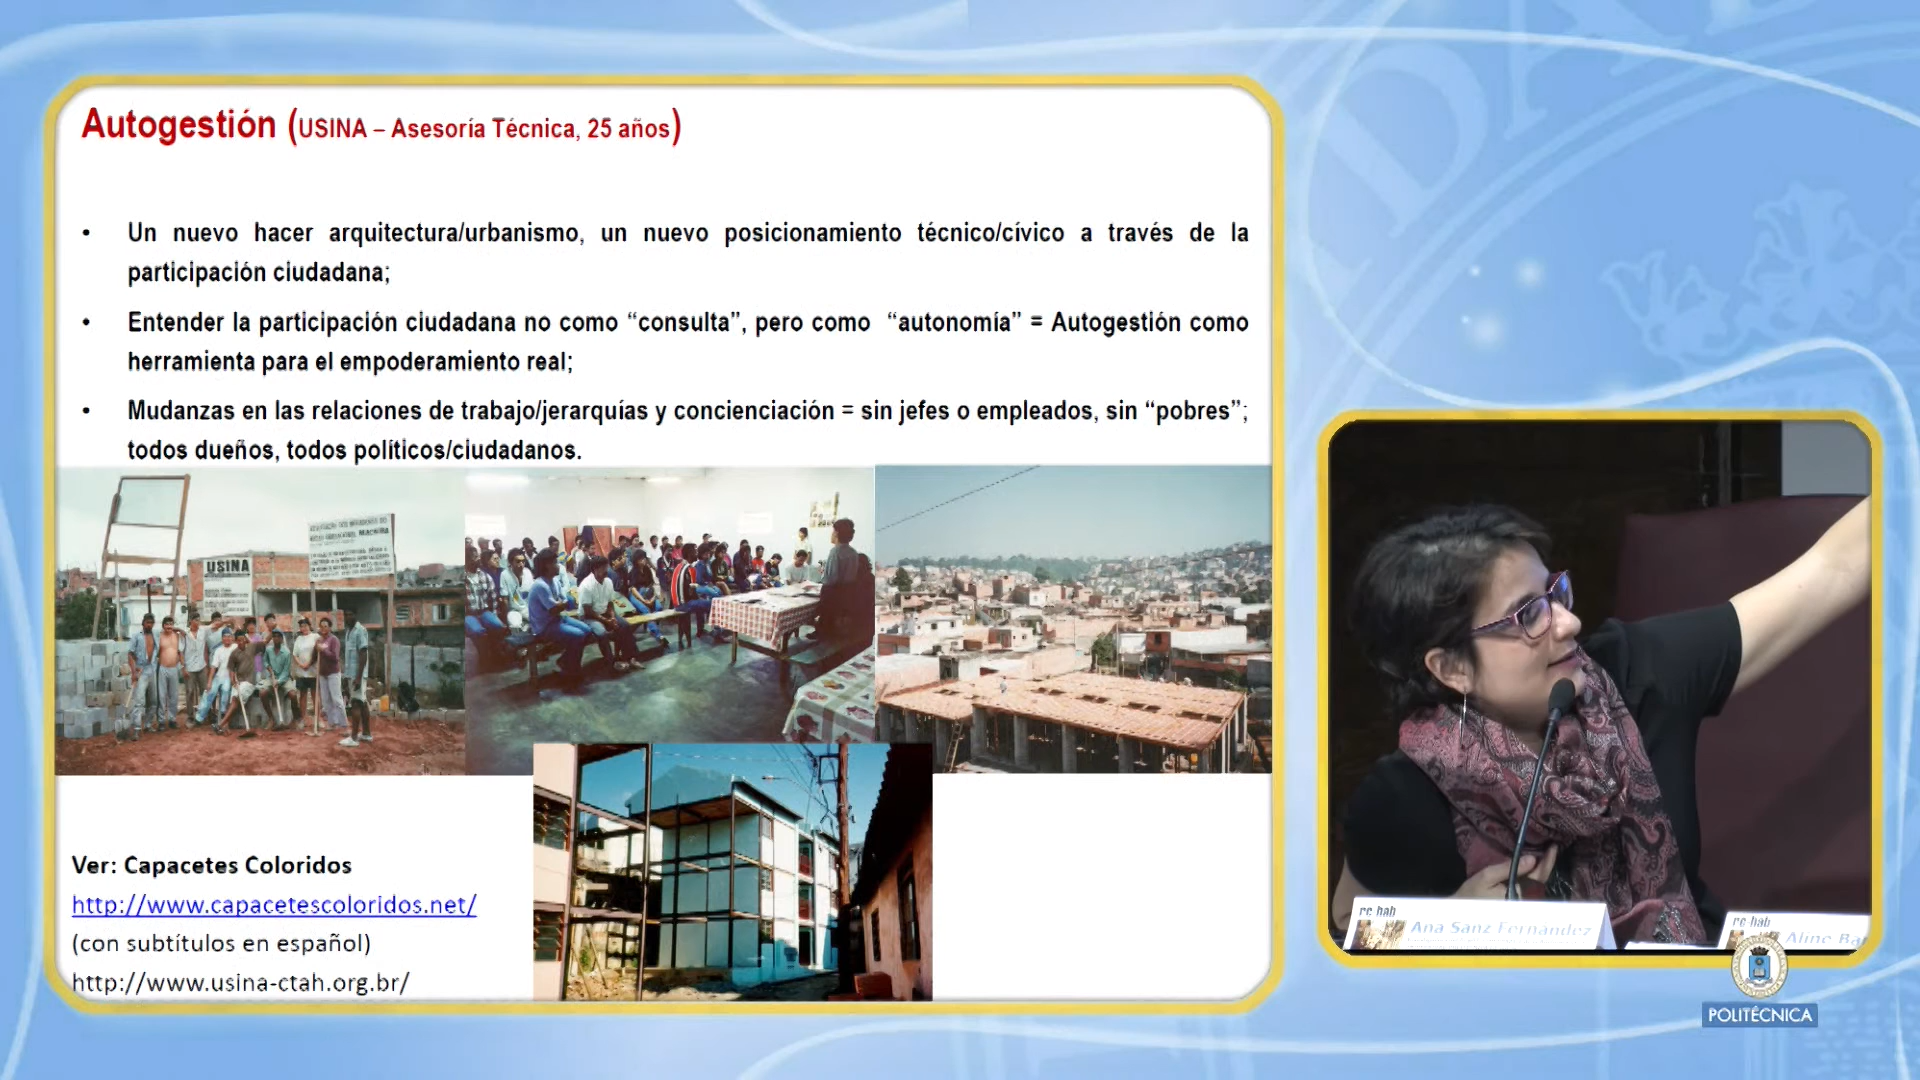 Autogestión (USINA – Asesoría Técnica, 25 años)
• Un nuevo hacer arquitectura/urbanismo, un nuevo posicionamiento técnico/cívico a través de la
participación ciudadana;
• Entender la participación ciudadana no como “consulta”, pero como “autonomía” = Autogestión como
herramienta para el empoderamiento real;
• Mudanzas en las relaciones de trabajo/jerarquías y concienciación = sin jefes o empleados, sin “pobres”;
todos dueños, todos políticos/ciudadanos.
USINA
Ver: Capacetes Coloridos
http://www.capacetescoloridos.net/
(con subtítulos en español)
http://www.usina-ctah.org.br/
re-hab
Ana Sanz Fernandez
re-hab
Aline Ba
POLITÉCNICA